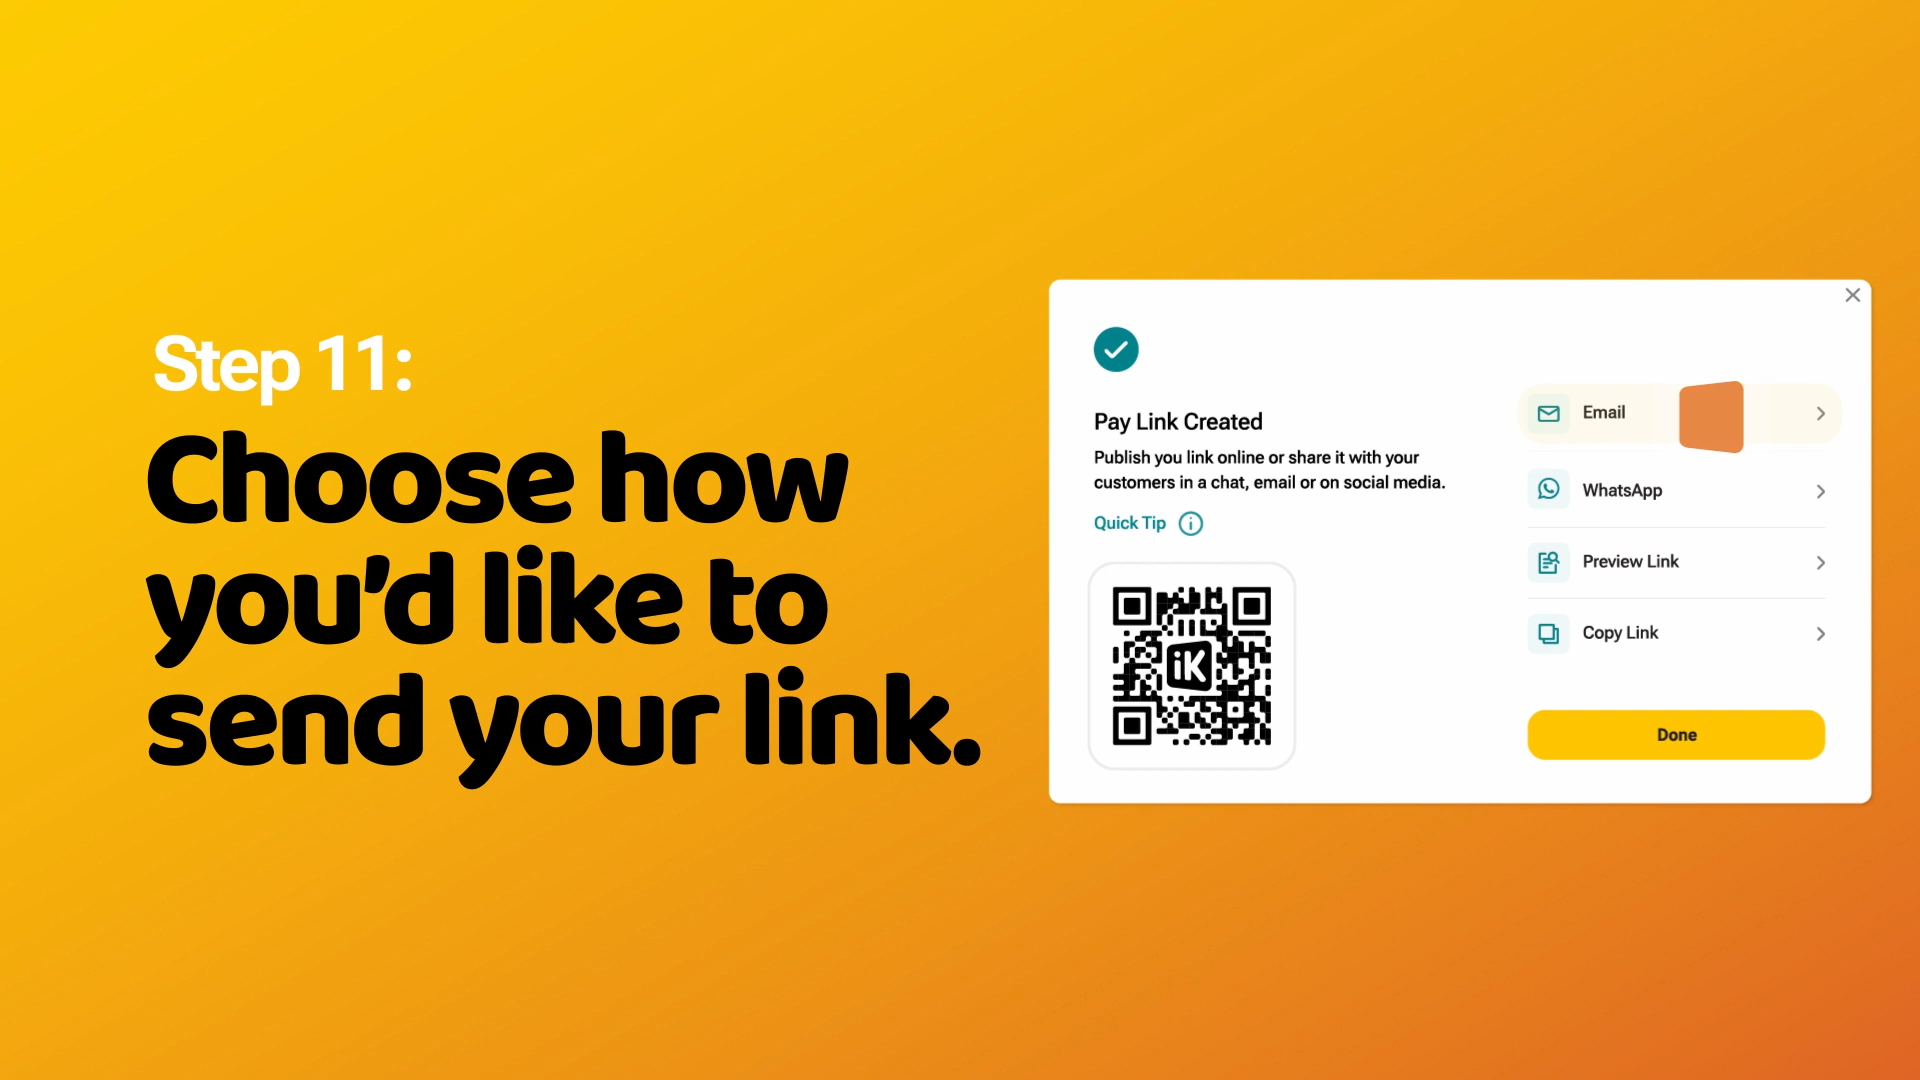 Step 11:
Choose how
you'd like to
send your link.
Pay Link Created
Publish you link online or share it with your
customers in a chat, email or on social media.
Quick Tip
iK
Email
WhatsApp
Preview Link
Copy Link
Done